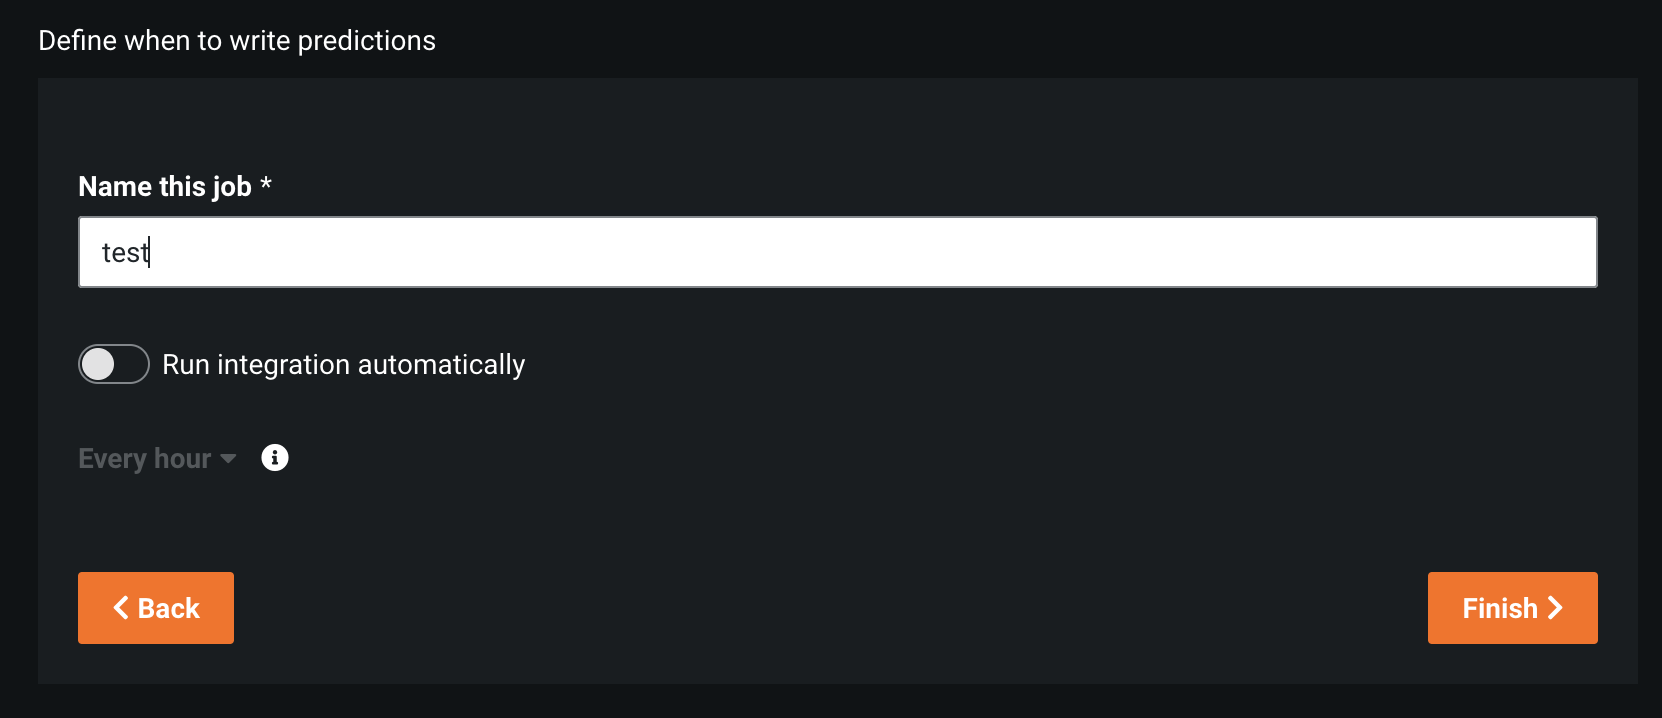 Define when to write predictions
Name this job *
test
Run integration automatically
Every hour
Back
Finish